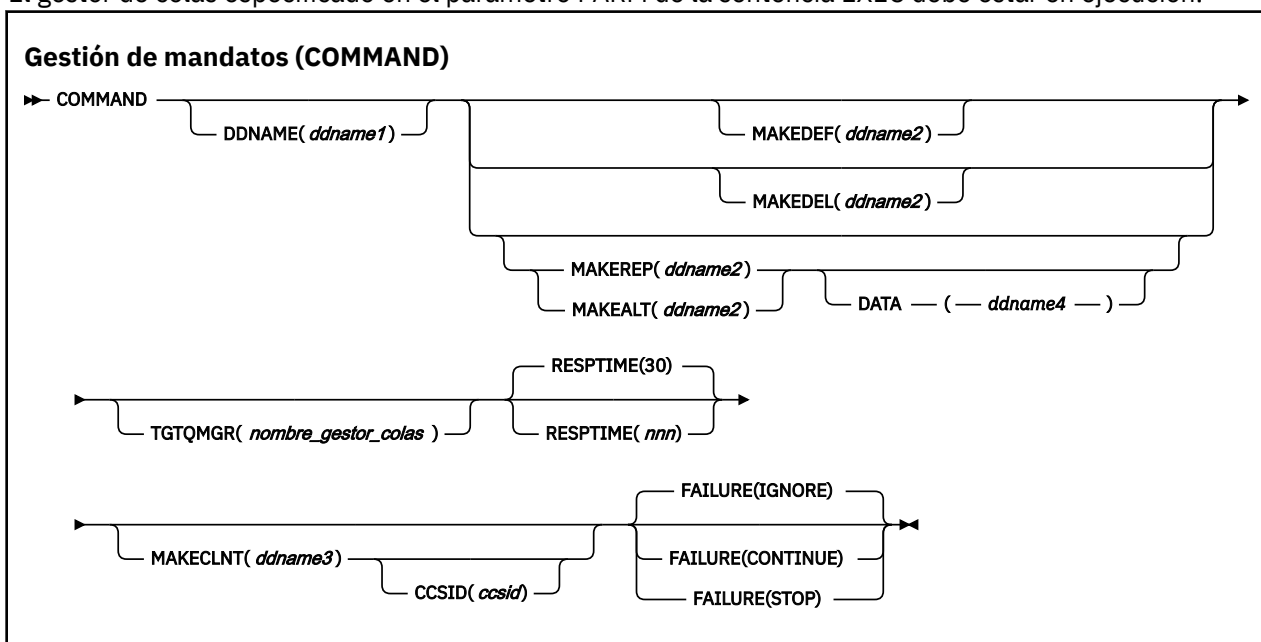 El gestor de colas especificado en el parámetro PARM de la sentencia EXEC debe estar en ejecución.
Gestión de mandatos (COMMAND)
COMMAND
DDNAME( ddname1)
MAKEDEF( ddname2)
MAKEDEL( ddname2)
MAKEREP( ddname2)
MAKEALT( ddname2)
DATA ( ddname4 )
TGTQMGR( nombre_gestor_colas )
RESPTIME(30)
RESPTIME( nnn)
MAKECLNT( ddname3)
CCSID( ccsid)
FAILURE(IGNORE)
FAILURE(CONTINUE)
FAILURE(STOP)